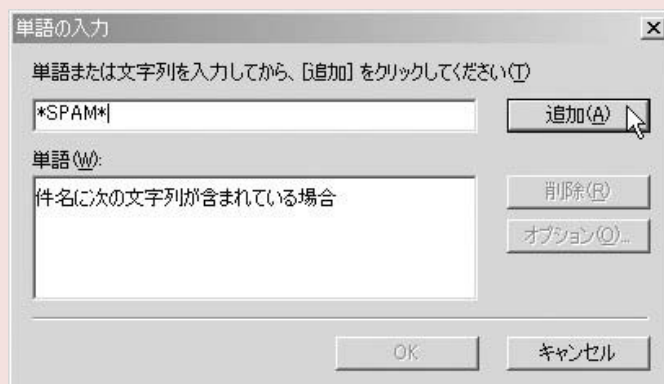 単語の入力
単語または文字列を入力してから、[追加] をクリックしてください(T)
*SPAM*
追加(A)
単語(W):
件名に次の文字列が含まれている場合
削除(R)
オプション(O)...
OK
キャンセル